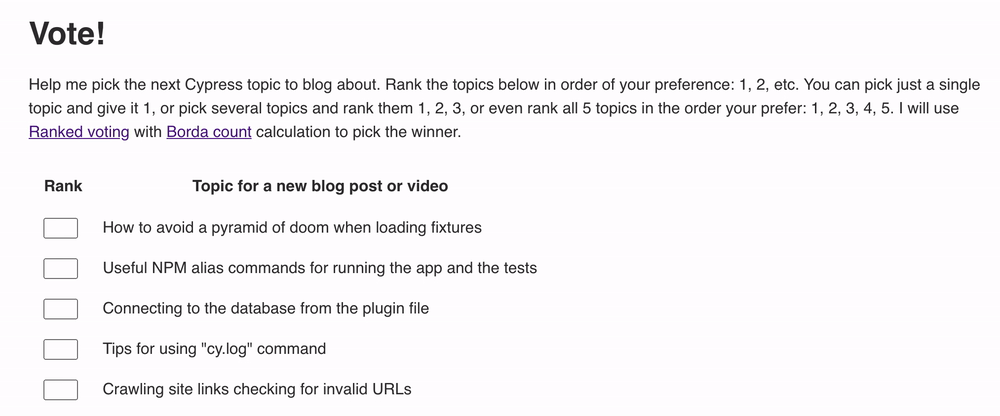 Vote!
Help me pick the next Cypress topic to blog about. Rank the topics below in order of your preference: 1, 2, etc. You can pick just a single
topic and give it 1, or pick several topics and rank them 1, 2, 3, or even rank all 5 topics in the order your prefer: 1, 2, 3, 4, 5. I will use
Ranked voting with Borda count calculation to pick the winner.
Rank Topic for a new blog post or video
How to avoid a pyramid of doom when loading fixtures
Useful NPM alias commands for running the app and the tests
Connecting to the database from the plugin file
Tips for using "cy.log" command
Crawling site links checking for invalid URLs